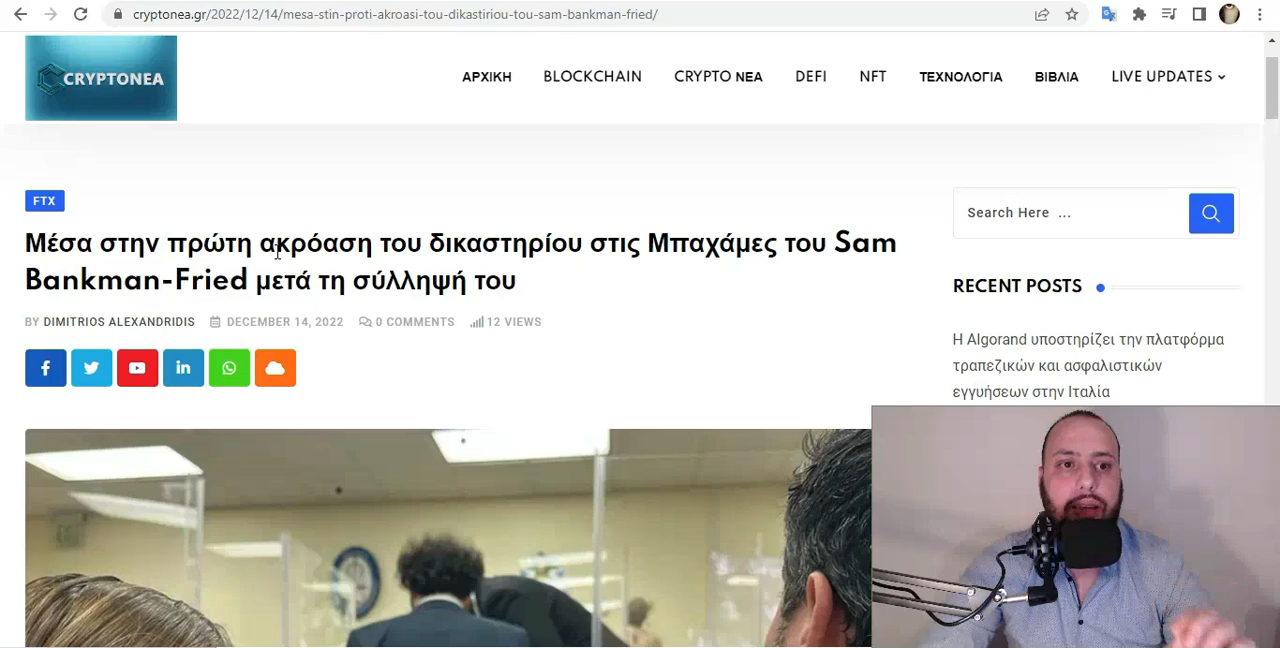 cryptonea.gr/2022/12/14/mesa-stin-proti-akroasi-tou-dikastiriou-tou-sam-bankman-fried/
CRYPTONEA
ΑΡΧΙΚΗ BLOCKCHAIN CRYPTO ΝΕΑ DEFI NFT ΤΕΧΝΟΛΟΓΙΑ ΒΙΒΛΙΑ LIVE UPDATES
FTX
Μέσα στην πρώτη ακρόαση του δικαστηρίου στις Μπαχάμες του Sam
Bankman-Fried μετά τη σύλληψή του
BY DIMITRIOS ALEXANDRIDIS DECEMBER 14, 2022 0 COMMENTS 12 VIEWS
Search Here ...
RECENT POSTS
Η Algorand υποστηρίζει την πλατφόρμα
τραπεζικών και ασφαλιστικών
εγγυήσεων στην Ιταλία